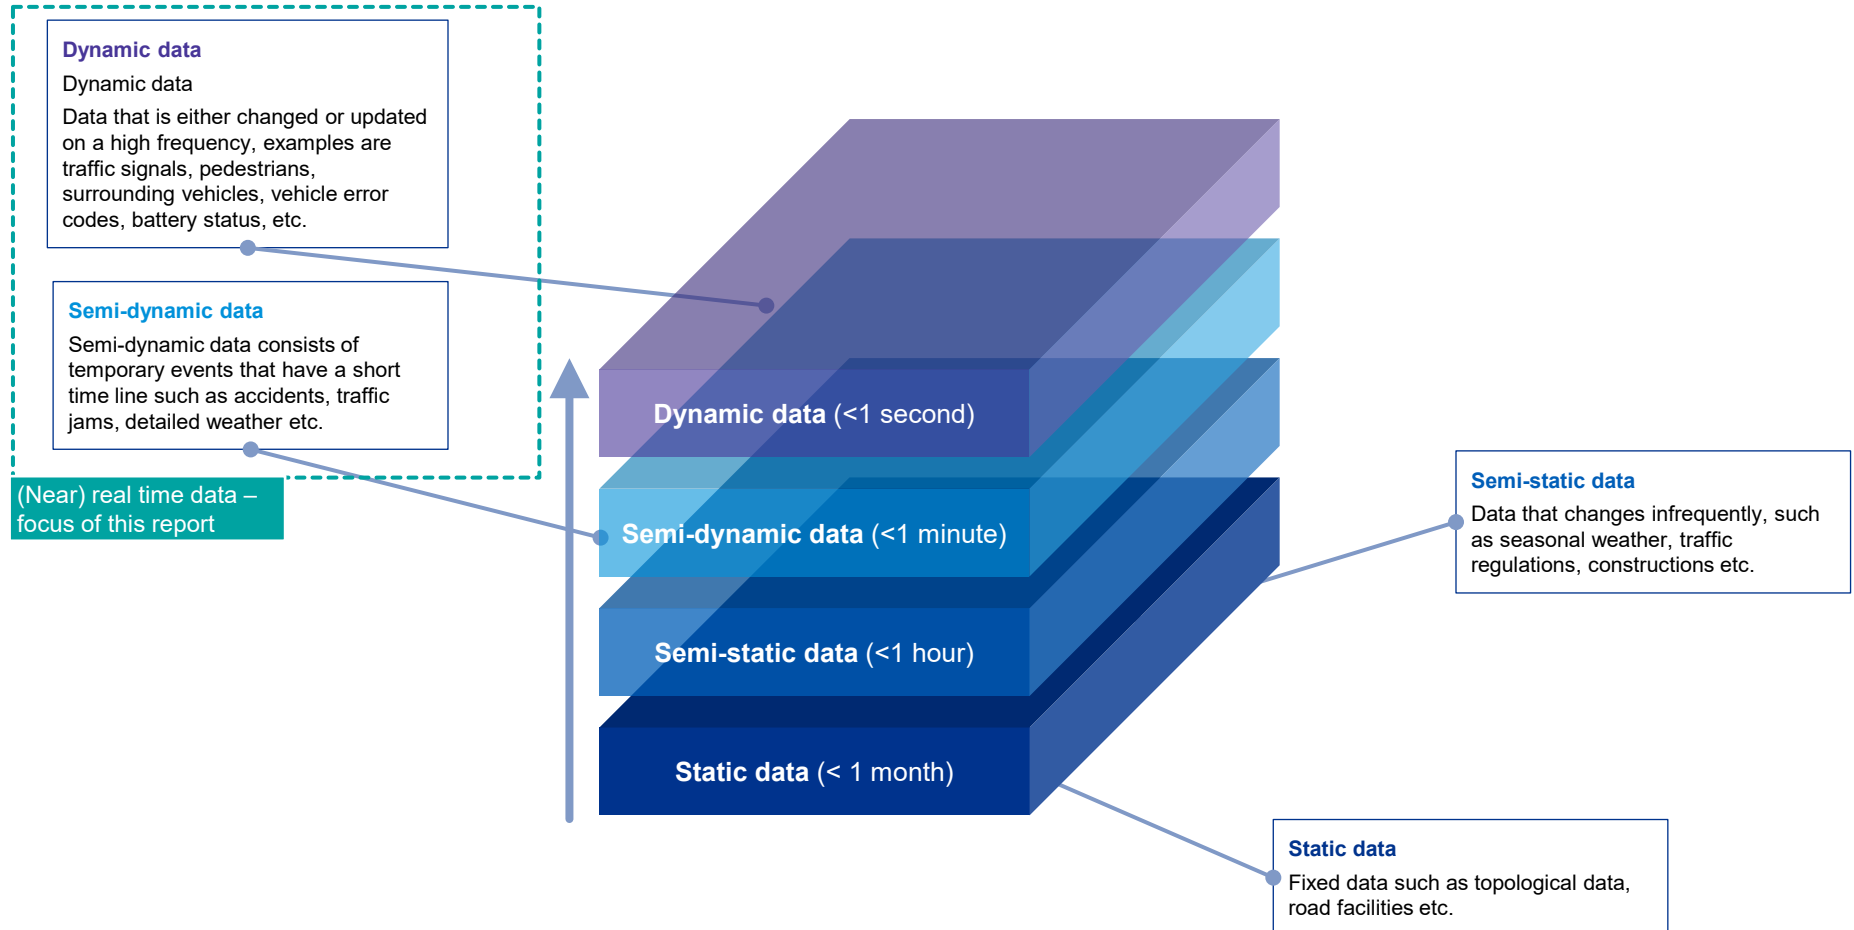 Dynamic data
Dynamic data
Data that is either changed or updated
on a high frequency, examples are
traffic signals, pedestrians,
surrounding vehicles, vehicle error
codes, battery status, etc.
Semi-dynamic data
Semi-dynamic data consists of
temporary events that have a short
time line such as accidents, traffic
jams, detailed weather etc.
(Near) real time data –
focus of this report
Dynamic data (<1 second)
Semi-dynamic data (<1 minute)
Semi-static data (<1 hour)
Static data (< 1 month)
Semi-static data
Data that changes infrequently, such
as seasonal weather, traffic
regulations, constructions etc.
Static data
Fixed data such as topological data,
road facilities etc.